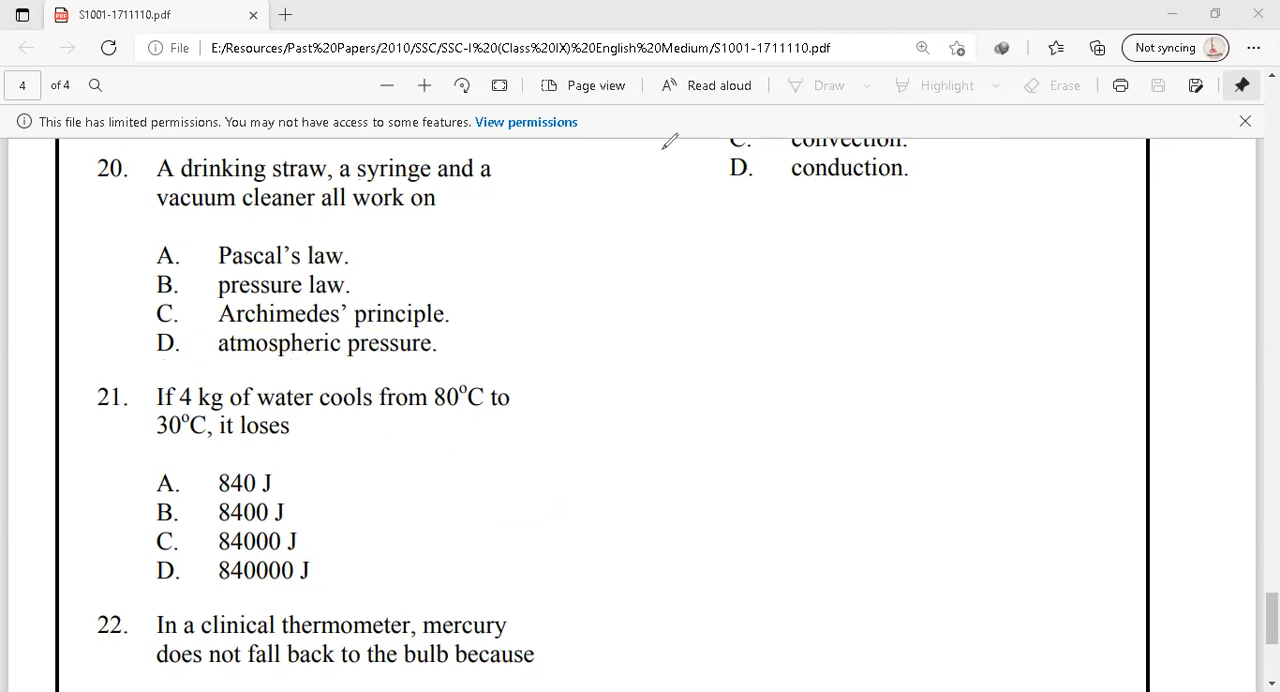 S1001-1711110.pdf
File E:/Resources/Past%20Papers/2010/SSC/SSC-I%20(Class%20IX)%20English%20Medium/S1001-1711110.pdf Not syncing
4 of 4 Page view Read aloud Draw Highlight Erase
This file has limited permissions. You may not have access to some features. View permissions
20. A drinking straw, a syringe and a
vacuum cleaner all work on
A. Pascal’s law.
B. pressure law.
C. Archimedes’ principle.
D. atmospheric pressure.
21. If 4 kg of water cools from 80°C to
30°C, it loses
A. 840 J
B. 8400 J
C. 84000 J
D. 840000 J
22. In a clinical thermometer, mercury
does not fall back to the bulb because
C. convection.
D. conduction.